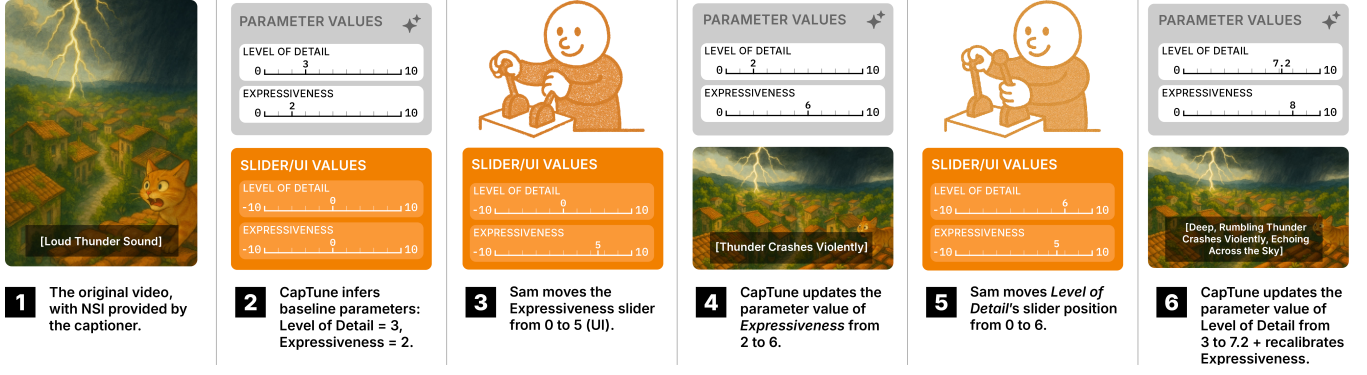 [Loud Thunder Sound]
1
The original video,
with NSI provided by
the captioner.
PARAMETER VALUES
LEVEL OF DETAIL
3
0
10
EXPRESSIVENESS
2
0
10
SLIDER/UI VALUES
LEVEL OF DETAIL
0
-10
10
EXPRESSIVENESS
0
-10
10
2
CapTune infers
baseline parameters:
Level of Detail = 3,
Expressiveness = 2.
SLIDER/UI VALUES
LEVEL OF DETAIL
0
-10
10
EXPRESSIVENESS
5
-10
10
3
Sam moves the
Expressiveness slider
from 0 to 5 (UI).
PARAMETER VALUES
LEVEL OF DETAIL
2
0
10
EXPRESSIVENESS
6
0
10
[Thunder Crashes Violently]
4
CapTune updates the
parameter value of
Expressiveness from
2 to 6.
SLIDER/UI VALUES
LEVEL OF DETAIL
6
-10
10
EXPRESSIVENESS
5
-10
10
5
Sam moves Level of
Detail's slider position
from 0 to 6.
PARAMETER VALUES
LEVEL OF DETAIL
7.2
0
10
EXPRESSIVENESS
8
0
10
[Deep, Rumbling Thunder
Crashes Violently, Echoing
Across the Sky]
6
CapTune updates the
parameter value of
Level of Detail from
3 to 7.2 + recalibrates
Expressiveness.